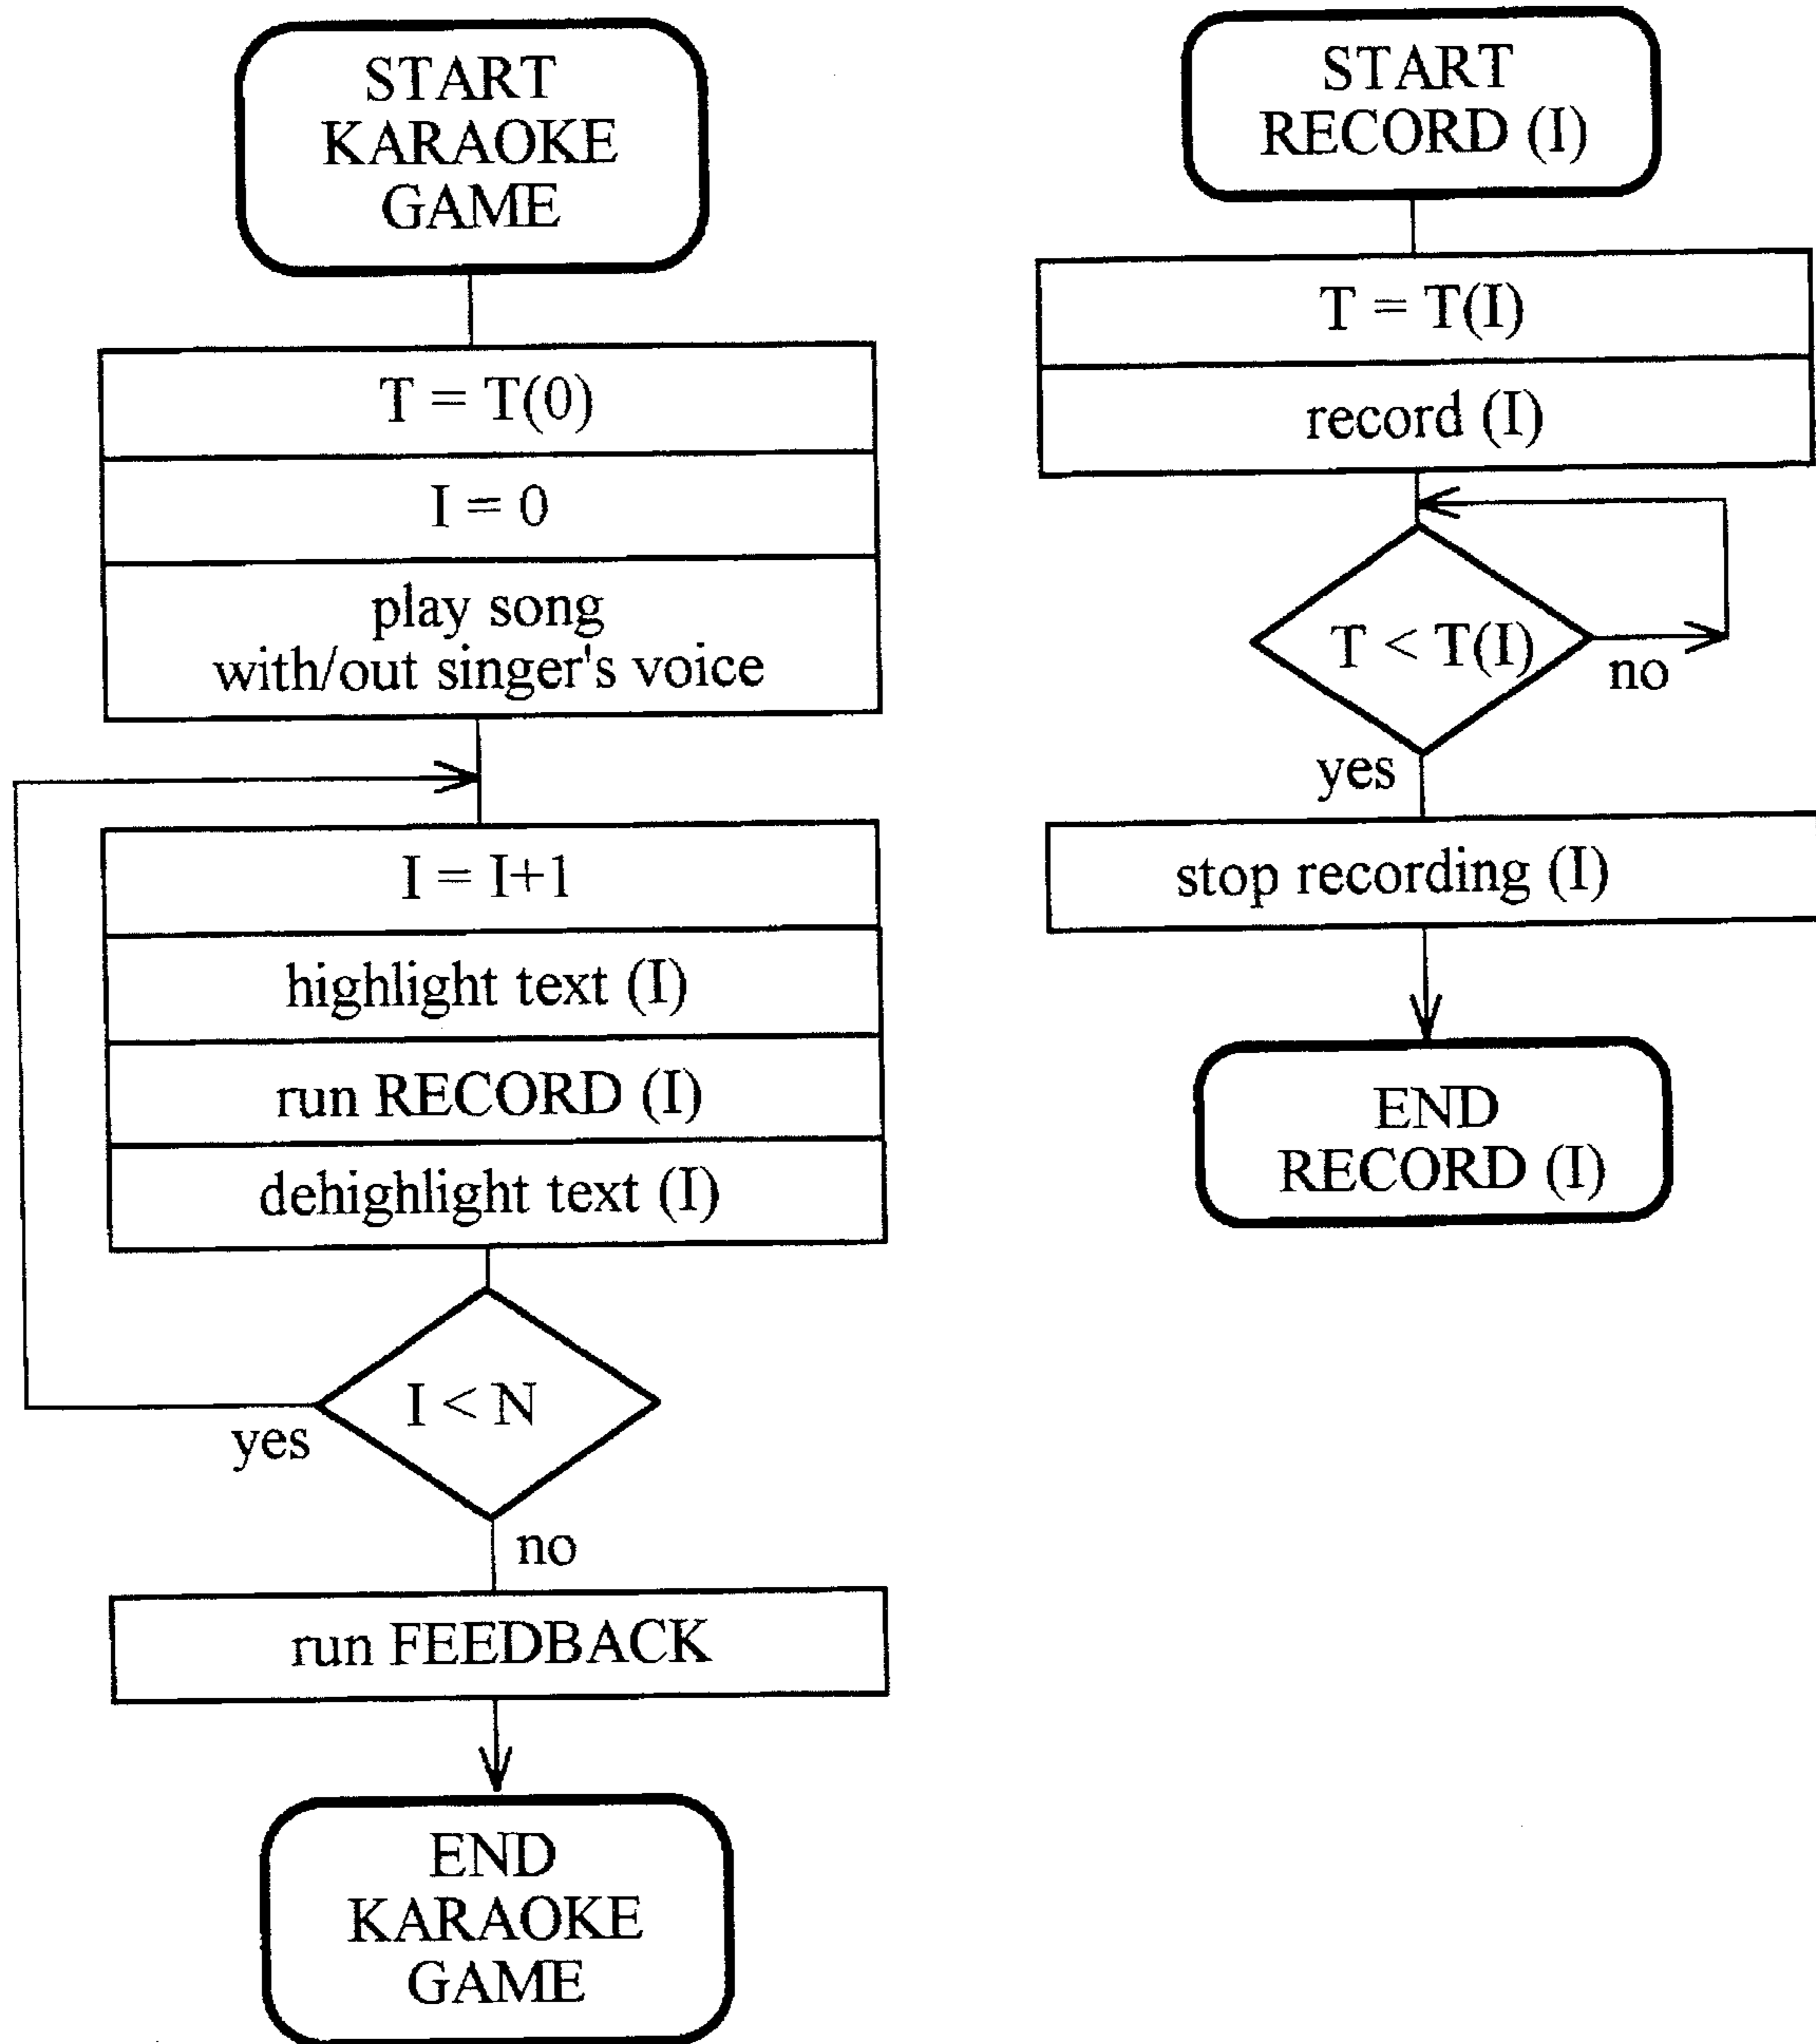 START
KARAOKE
GAME
T = T(0)
I = 0
play song
with/out singer's voice
I = I+1
highlight text (I)
run RECORD (I)
dehighlight text (I)
I < N
yes
no
run FEEDBACK
END
KARAOKE
GAME
START
RECORD (I)
T = T(I)
record (I)
T < T(I)
no
yes
stop recording (I)
END
RECORD (I)